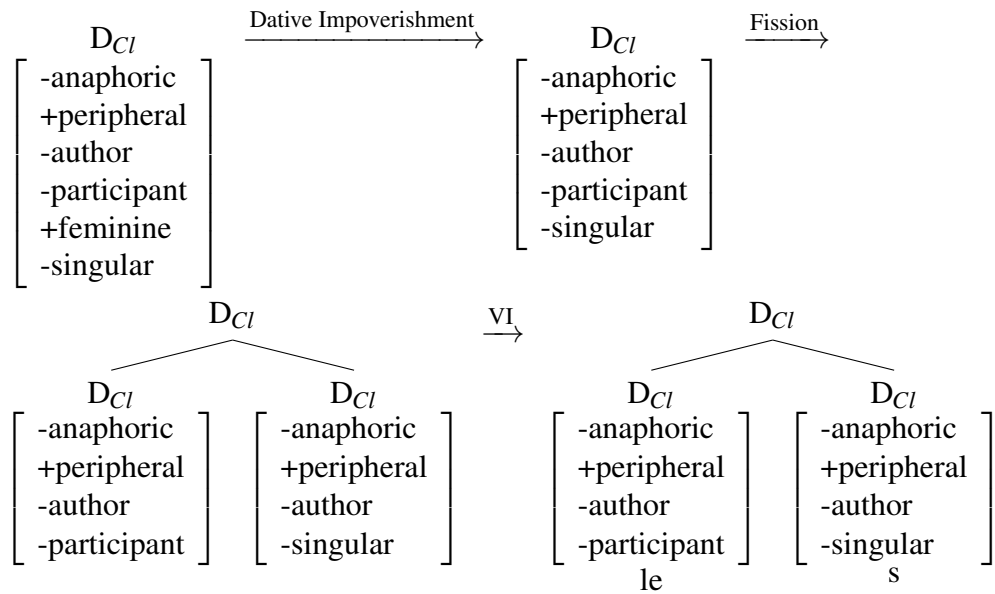 D_Cl Dative Impoverishment D_Cl Fission
-anaphoric -anaphoric
+peripheral +peripheral
-author -author
-participant -participant
+feminine -singular
-singular
D_Cl VI D_Cl
D_Cl D_Cl D_Cl D_Cl
-anaphoric -anaphoric -anaphoric -anaphoric
+peripheral +peripheral +peripheral +peripheral
-author -author -author -author
-participant -singular -participant -singular
le s